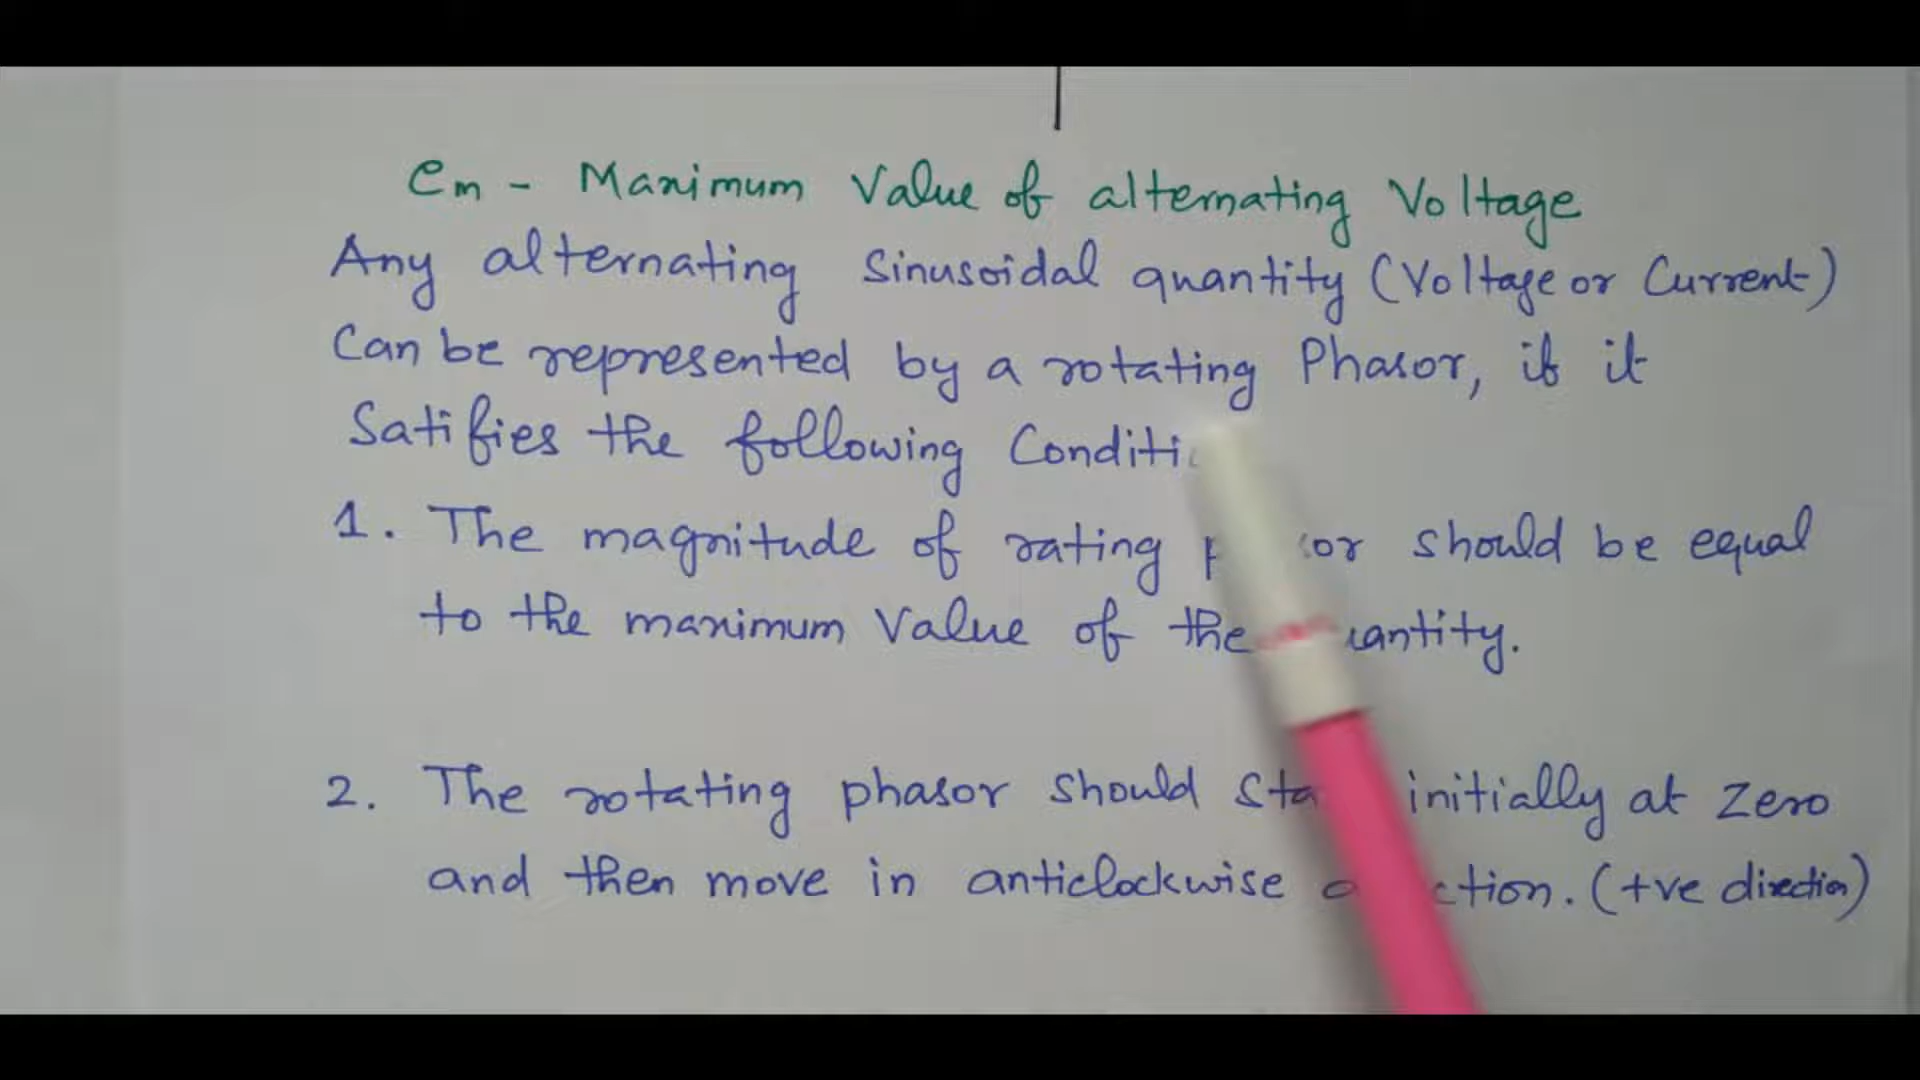 em - Maximum Value of alternating Voltage
Any alternating Sinusoidal quantity (Voltage or Current)
Can be represented by a rotating Phasor, if it
Satifies the following
1. The magnitude of rating should be equal
to the maximum Value of the
2. The rotating phasor should initially at Zero
and then move in anticlockwise (+ve direction)